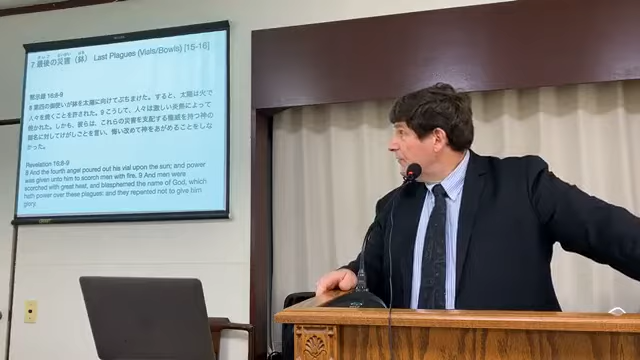 7 最後の災害（鉢） Last Plagues (Vials/Bowls) [15-16]
黙示録 16:8-9
8 第四の御使いが鉢を太陽に向けてぶちまけた。すると、太陽は火で
人々を焼くことを許された。9 こうして、人々は激しい炎熱によって
焼かれた。しかも、彼らは、これらの災害を支配する権威を持つ神の
御名に対してけがしごとを言い、悔い改めて神をあがめることをしな
かった。
Revelation 16:8-9
8 And the fourth angel poured out his vial upon the sun; and power
was given unto him to scorch men with fire. 9 And men were
scorched with great heat, and blasphemed the name of God, which
hath power over these plagues: and they repented not to give him
glory.